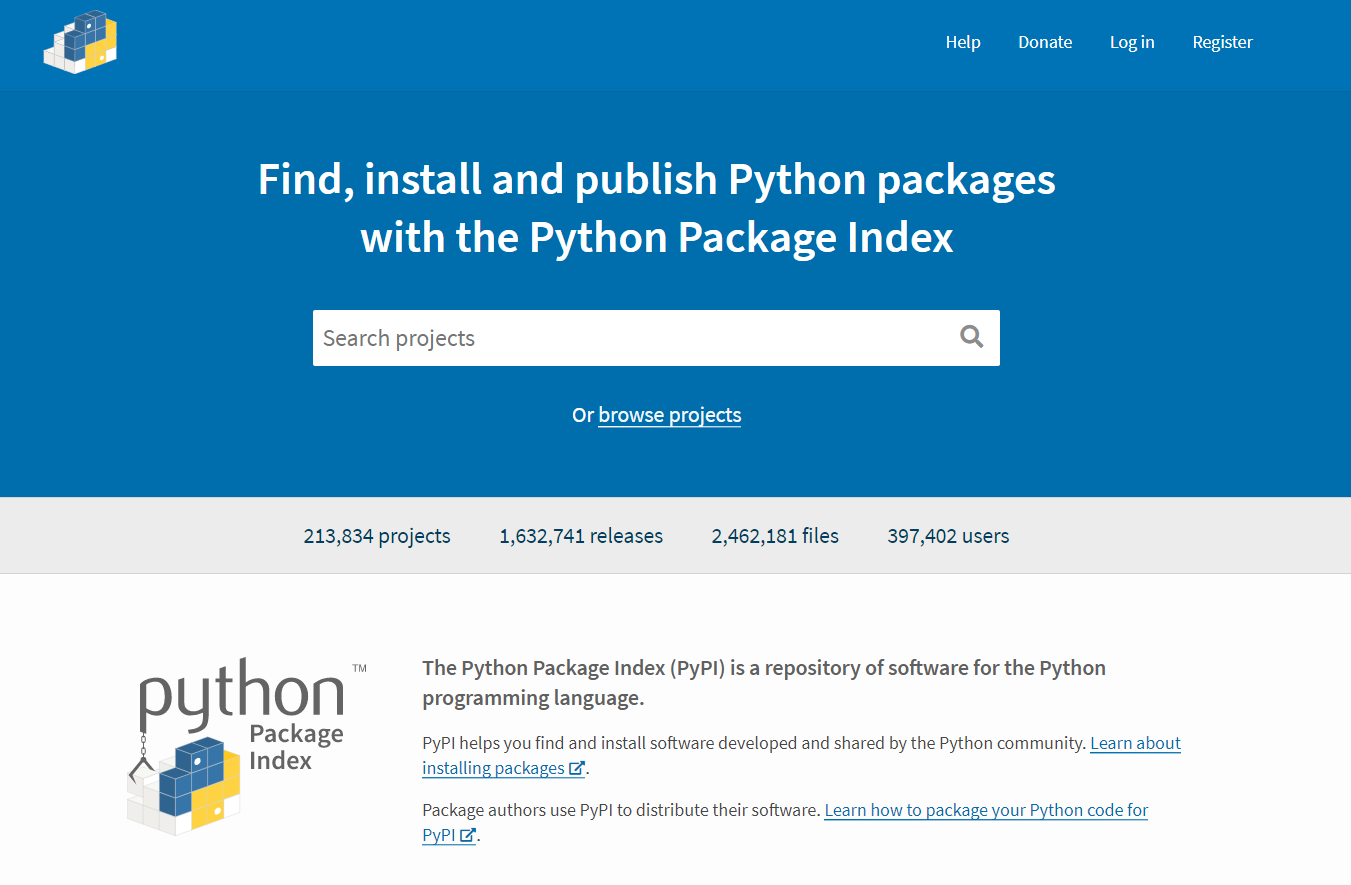 Help Donate Log in Register
Find, install and publish Python packages
with the Python Package Index
Search projects
Or browse projects
213,834 projects 1,632,741 releases 2,462,181 files 397,402 users
python™
Package
Index
The Python Package Index (PyPI) is a repository of software for the Python
programming language.
PyPI helps you find and install software developed and shared by the Python community. Learn about
installing packages.
Package authors use PyPI to distribute their software. Learn how to package your Python code for
PyPI.